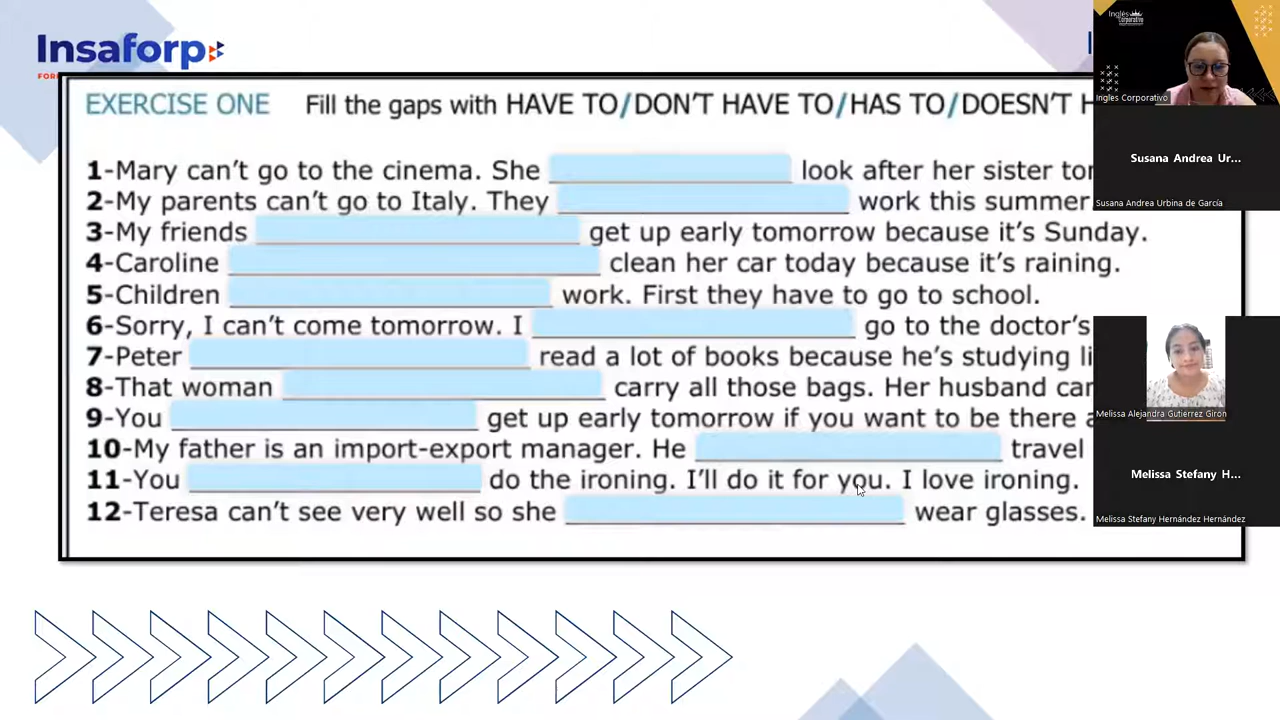 Insaforp
EXERCISE ONE Fill the gaps with HAVE TO/DON'T HAVE TO/HAS TO/DOESN'T H
1-Mary can't go to the cinema. She look after her sister
2-My parents can't go to Italy. They work this summer
3-My friends get up early tomorrow because it's Sunday.
4-Caroline clean her car today because it's raining.
5-Children work. First they have to go to school.
6-Sorry, I can't come tomorrow. I go to the doctor's
7-Peter read a lot of books because he's studying
8-That woman carry all those bags. Her husband
9-You get up early tomorrow if you want to be there
10-My father is an import-export manager. He travel
11-You do the ironing. I'll do it for you. I love ironing.
12-Teresa can't see very well so she wear glasses.
Inglés
Corporativo
Ingles Corporativo
Susana Andrea Ur...
Susana Andrea Urbina de García
Melissa Alejandra Gutierrez Giron
Melissa Stefany H...
Melissa Stefany Hernández Hernández